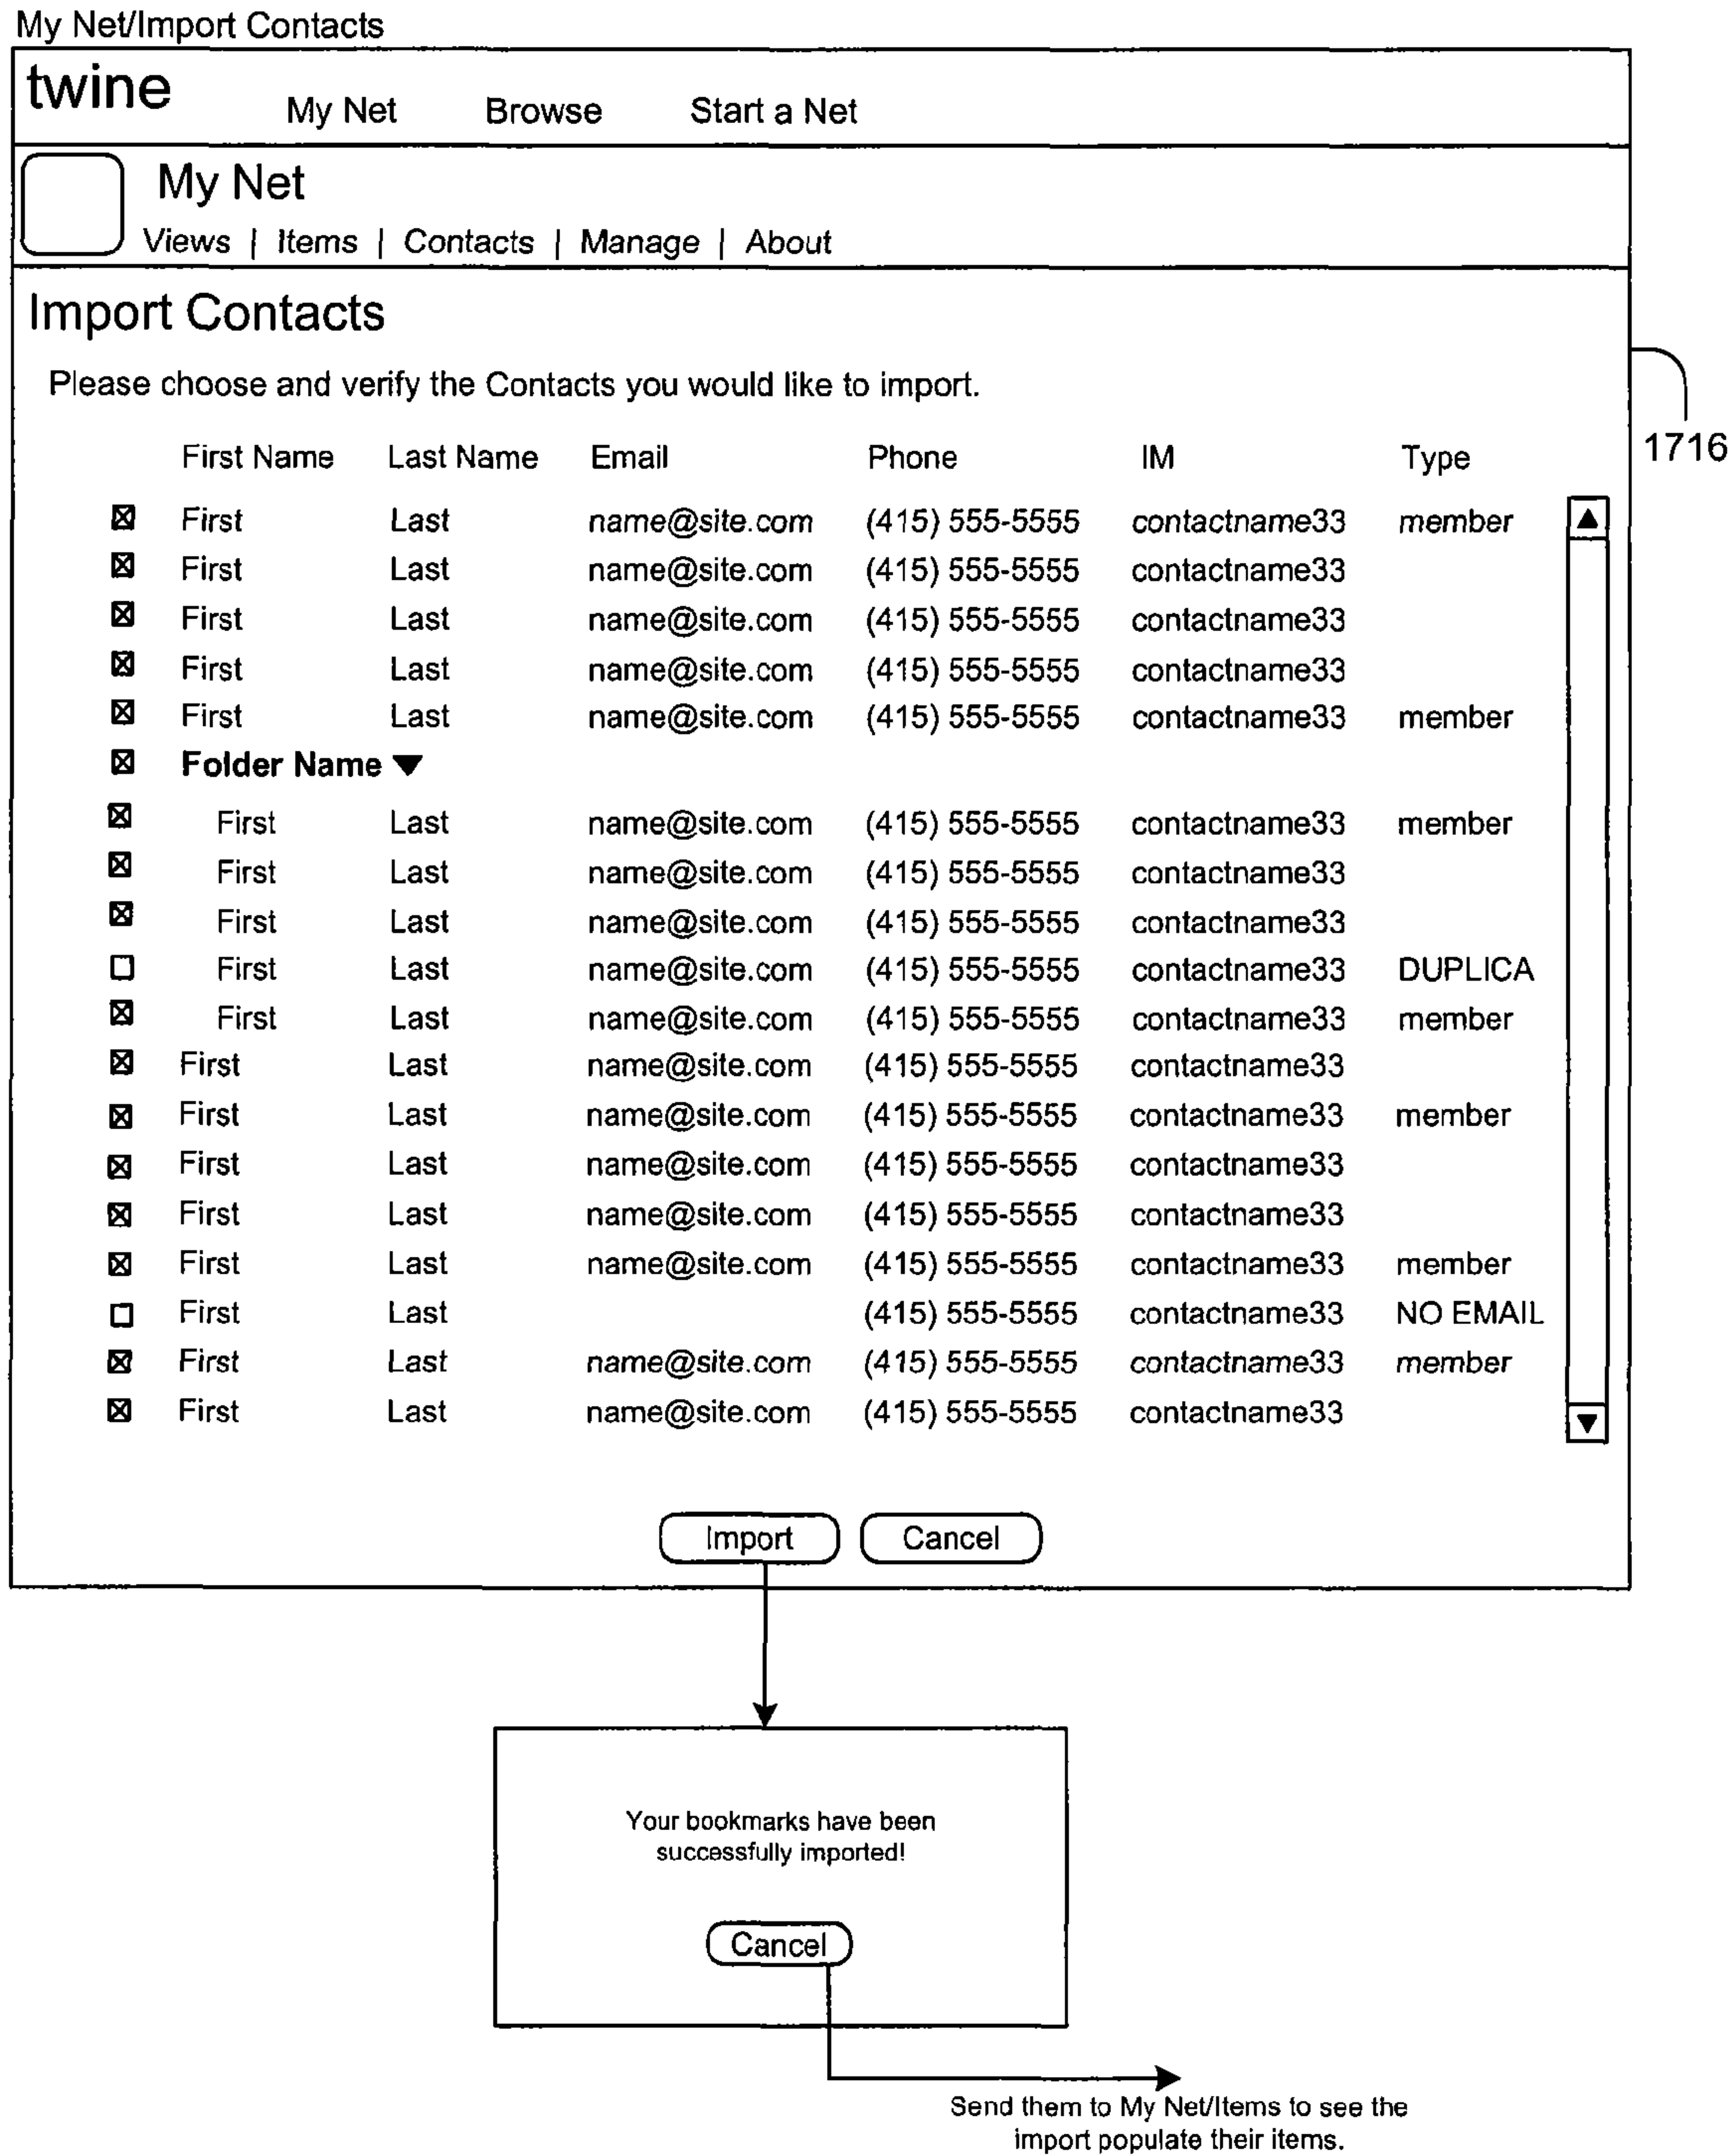 My Net/Import Contacts
twine My Net Browse Start a Net
My Net
Views | Items | Contacts | Manage | About
Import Contacts
Please choose and verify the Contacts you would like to import.
1716
First Name Last Name Email Phone IM Type
First Last name@site.com (415) 555-5555 contactname33 member
First Last name@site.com (415) 555-5555 contactname33
First Last name@site.com (415) 555-5555 contactname33
First Last name@site.com (415) 555-5555 contactname33
First Last name@site.com (415) 555-5555 contactname33 member
Folder Name
First Last name@site.com (415) 555-5555 contactname33 member
First Last name@site.com (415) 555-5555 contactname33
First Last name@site.com (415) 555-5555 contactname33
First Last name@site.com (415) 555-5555 contactname33 DUPLICA
First Last name@site.com (415) 555-5555 contactname33 member
First Last name@site.com (415) 555-5555 contactname33
First Last name@site.com (415) 555-5555 contactname33 member
First Last name@site.com (415) 555-5555 contactname33
First Last name@site.com (415) 555-5555 contactname33
First Last name@site.com (415) 555-5555 contactname33 member
First Last (415) 555-5555 contactname33 NO EMAIL
First Last name@site.com (415) 555-5555 contactname33 member
First Last name@site.com (415) 555-5555 contactname33
Import Cancel
Your bookmarks have been
successfully imported!
Cancel
Send them to My Net/Items to see the
import populate their items.